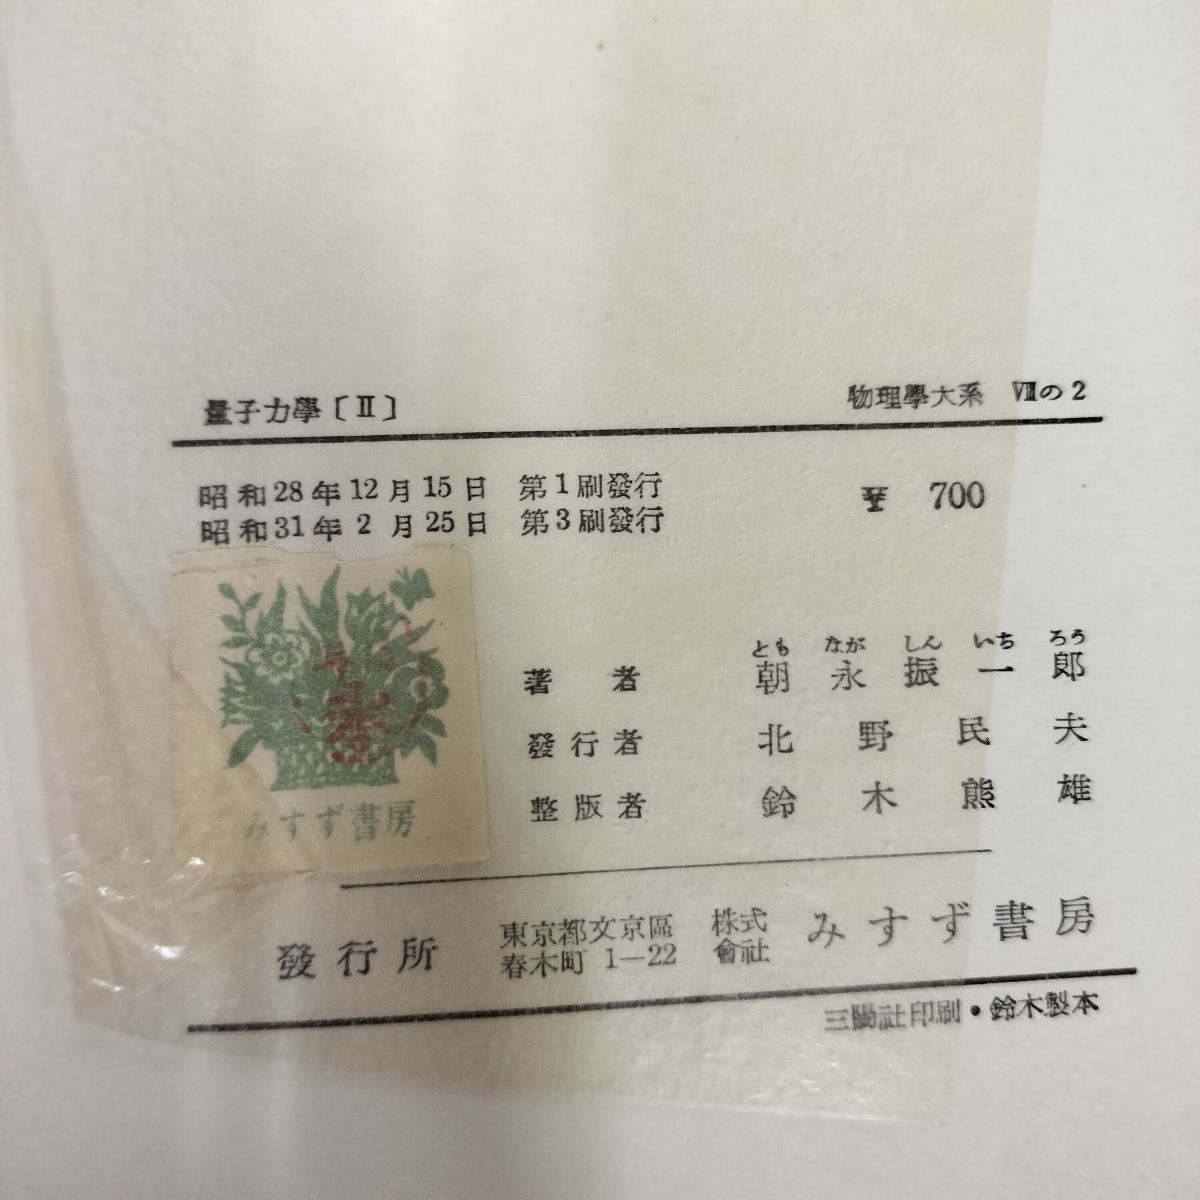 量子力學〔Ⅱ〕 物理學大系 Ⅷの2
昭和28年12月15日 第1刷發行
昭和31年2月25日 第3刷發行
¥ 700
みすず書房
とも なが しん いち ろう
著者 朝永振一郎
發行者 北野民夫
整版者 鈴木熊雄
發行所 東京都文京區 株式 みすず書房
春木町 1—22 會社
三陽社印刷・鈴木製本